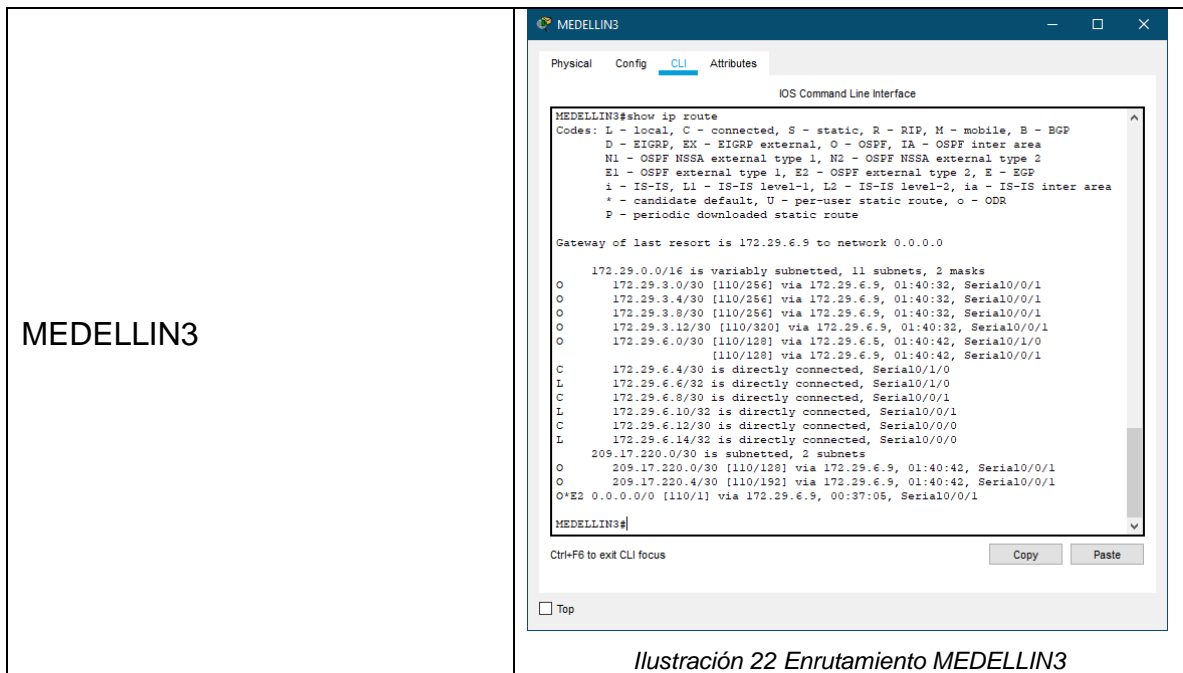 MEDELLIN3
MEDELLIN3
Physical Config CLI Attributes
IOS Command Line Interface
MEDELLIN3#show ip route
Codes: L - local, C - connected, S - static, R - RIP, M - mobile, B - BGP
D - EIGRP, EX - EIGRP external, O - OSPF, IA - OSPF inter area
N1 - OSPF NSSA external type 1, N2 - OSPF NSSA external type 2
E1 - OSPF external type 1, E2 - OSPF external type 2, E - EGP
i - IS-IS, L1 - IS-IS level-1, L2 - IS-IS level-2, ia - IS-IS inter area
* - candidate default, U - per-user static route, o - ODR
P - periodic downloaded static route
Gateway of last resort is 172.29.6.9 to network 0.0.0.0
172.29.0.0/16 is variably subnetted, 11 subnets, 2 masks
O 172.29.3.0/30 [110/256] via 172.29.6.9, 01:40:32, Serial0/0/1
O 172.29.3.4/30 [110/256] via 172.29.6.9, 01:40:32, Serial0/0/1
O 172.29.3.8/30 [110/256] via 172.29.6.9, 01:40:32, Serial0/0/1
O 172.29.3.12/30 [110/320] via 172.29.6.9, 01:40:32, Serial0/0/1
O 172.29.6.0/30 [110/128] via 172.29.6.5, 01:40:42, Serial0/1/0
[110/128] via 172.29.6.9, 01:40:42, Serial0/0/1
C 172.29.6.4/30 is directly connected, Serial0/1/0
L 172.29.6.6/32 is directly connected, Serial0/1/0
C 172.29.6.8/30 is directly connected, Serial0/0/1
L 172.29.6.10/32 is directly connected, Serial0/0/1
C 172.29.6.12/30 is directly connected, Serial0/0/0
L 172.29.6.14/32 is directly connected, Serial0/0/0
209.17.220.0/30 is subnetted, 2 subnets
O 209.17.220.0/30 [110/128] via 172.29.6.9, 01:40:42, Serial0/0/1
O 209.17.220.4/30 [110/192] via 172.29.6.9, 01:40:42, Serial0/0/1
O*E2 0.0.0.0/0 [110/1] via 172.29.6.9, 00:37:05, Serial0/0/1
MEDELLIN3#
Ctrl+F6 to exit CLI focus Copy Paste
Top
Ilustración 22 Enrutamiento MEDELLIN3